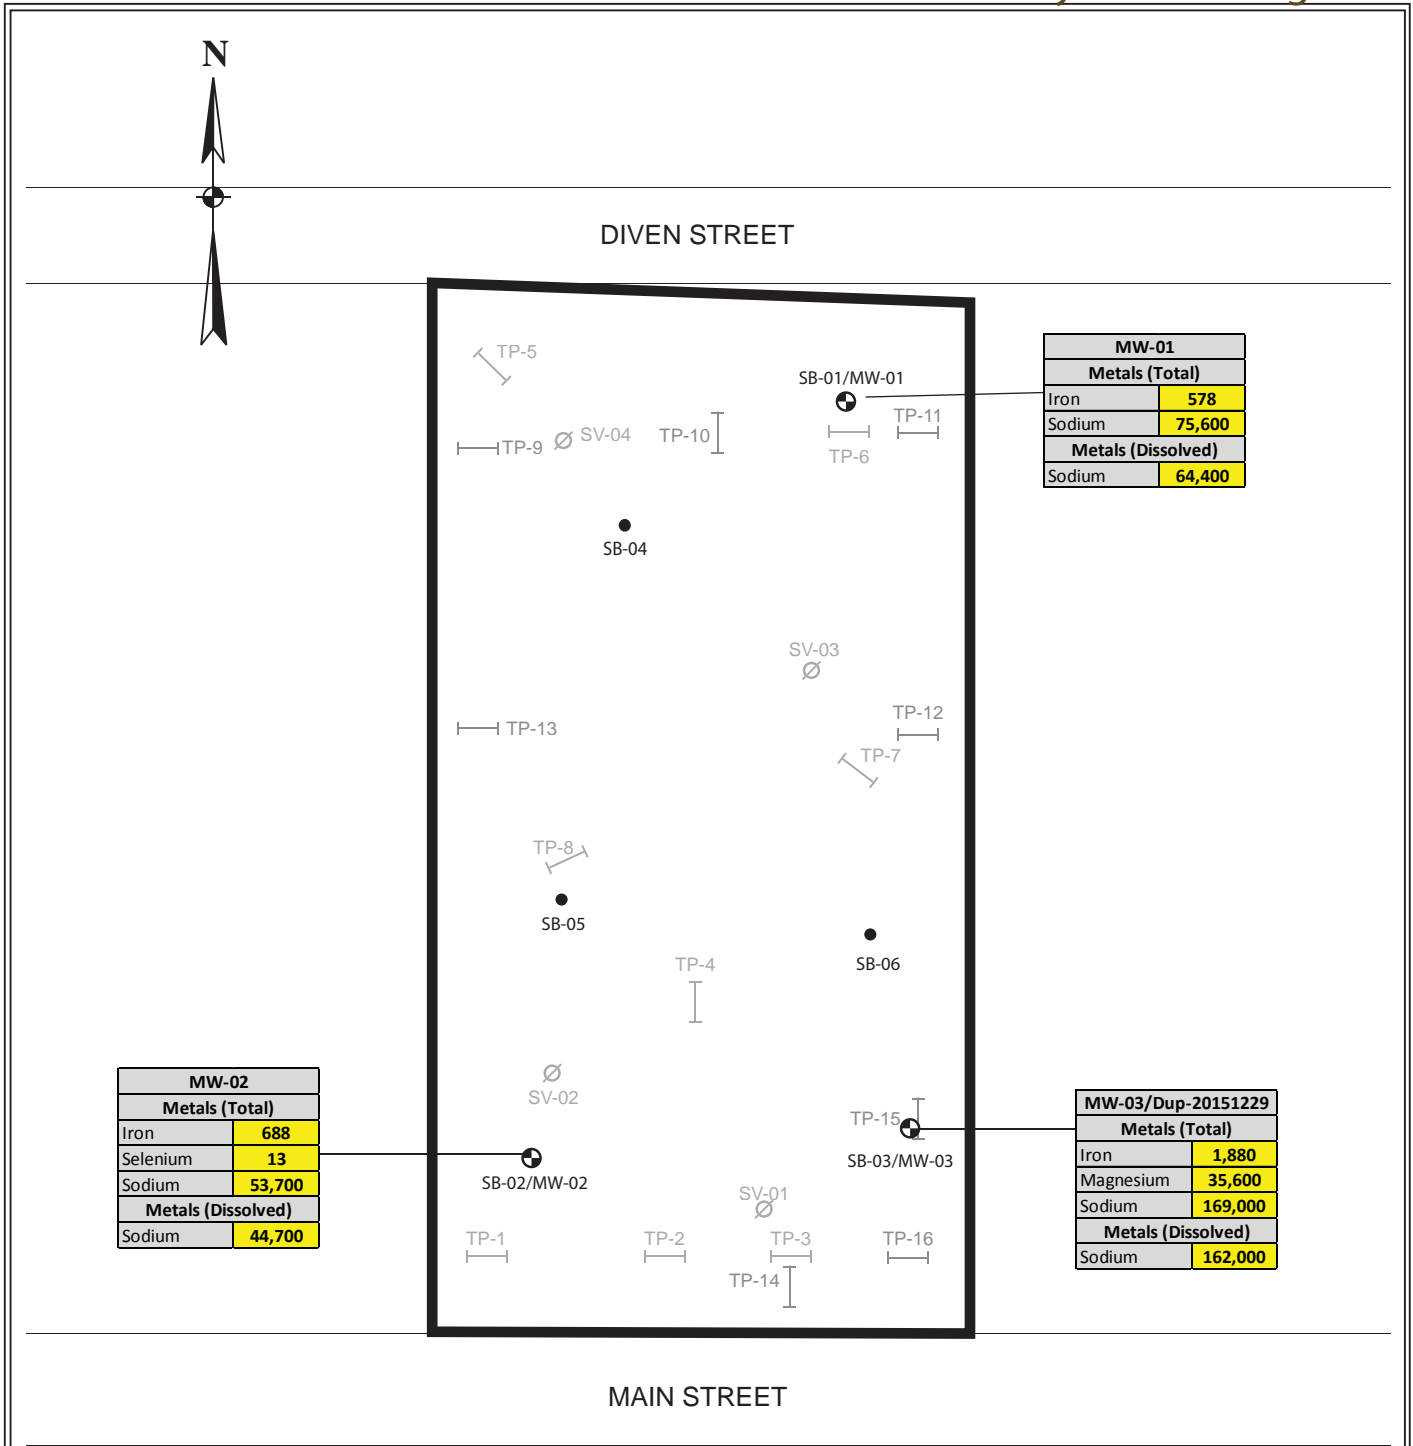 N
DIVEN STREET
TP-5
SB-01/MW-01
TP-11
TP-10
TP-9
SV-04
TP-6
MW-01
Metals (Total)
Iron 578
Sodium 75,600
Metals (Dissolved)
Sodium 64,400
SB-04
SV-03
TP-12
TP-13
TP-7
TP-8
SB-05
SB-06
TP-4
SV-02
MW-02
Metals (Total)
Iron 688
Selenium 13
Sodium 53,700
Metals (Dissolved)
Sodium 44,700
SB-02/MW-02
TP-15
SB-03/MW-03
MW-03/Dup-20151229
Metals (Total)
Iron 1,880
Magnesium 35,600
Sodium 169,000
Metals (Dissolved)
Sodium 162,000
SV-01
TP-1
TP-2
TP-3
TP-16
TP-14
MAIN STREET